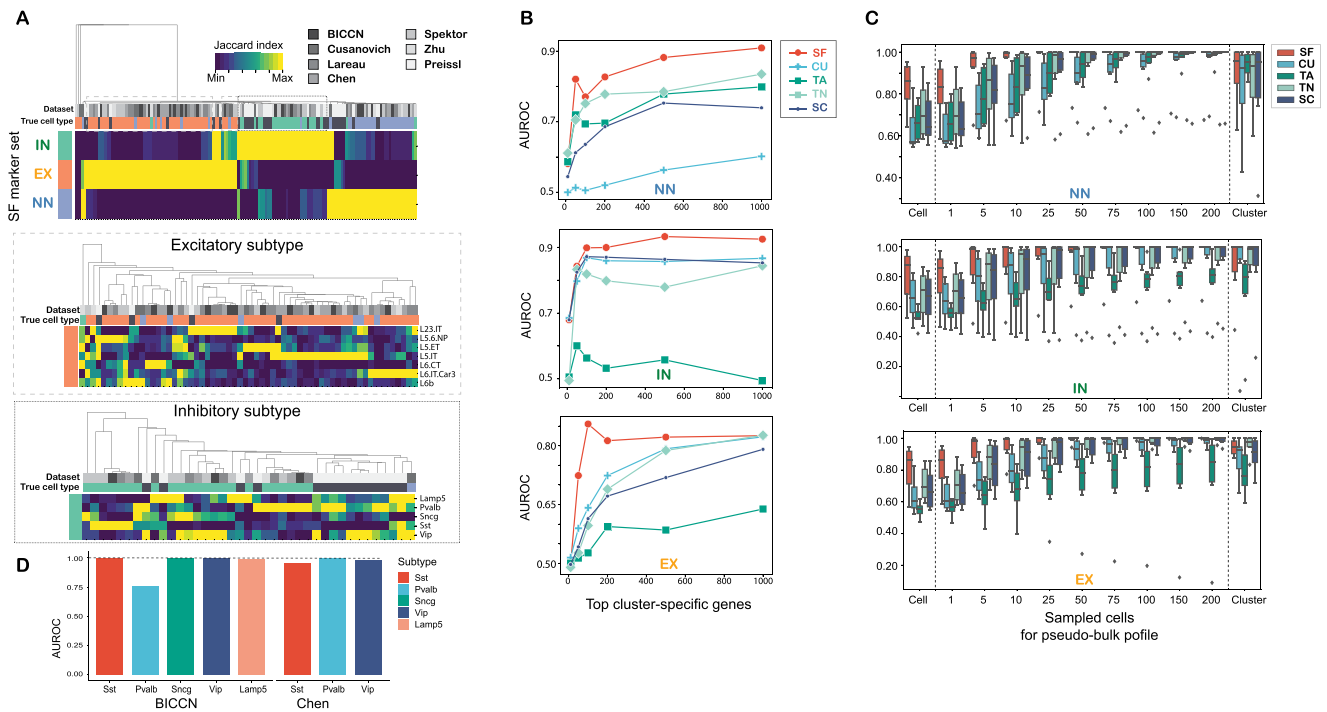 A
Jaccard index
Min
Max
BICCN
Cusanovich
Lareau
Chen
Spektor
Zhu
Preissl
Dataset
True cell type
SF marker set
IN
EX
NN
Excitatory subtype
Dataset
True cell type
L23.IT
L5.6.NP
L5.ET
L5.IT
L6.CT
L6.IT.Car3
L6b
Inhibitory subtype
Dataset
True cell type
Lamp5
Pvalb
Sncg
Sst
Vip
D
AUROC
1.00
0.75
0.50
0.25
0.00
Sst Pvalb Sncg Vip Lamp5 Sst Pvalb Vip
BICCN Chen
Subtype
Sst
Pvalb
Sncg
Vip
Lamp5
B
AUROC
0.9
0.7
0.5
NN
0 200 400 600 800 1000
SF
CU
TA
TN
SC
AUROC
0.9
0.7
0.5
IN
0 200 400 600 800 1000
AUROC
0.80
0.65
0.50
EX
0 200 400 600 800 1000
Top cluster-specific genes
C
1.00
0.80
0.60
0.40
NN
Cell 1 5 10 25 50 75 100 150 200 Cluster
SF
CU
TA
TN
SC
1.00
0.80
0.60
0.40
0.20
IN
Cell 1 5 10 25 50 75 100 150 200 Cluster
1.00
0.80
0.60
0.40
0.20
EX
Cell 1 5 10 25 50 75 100 150 200 Cluster
Sampled cells
for pseudo-bulk pofile